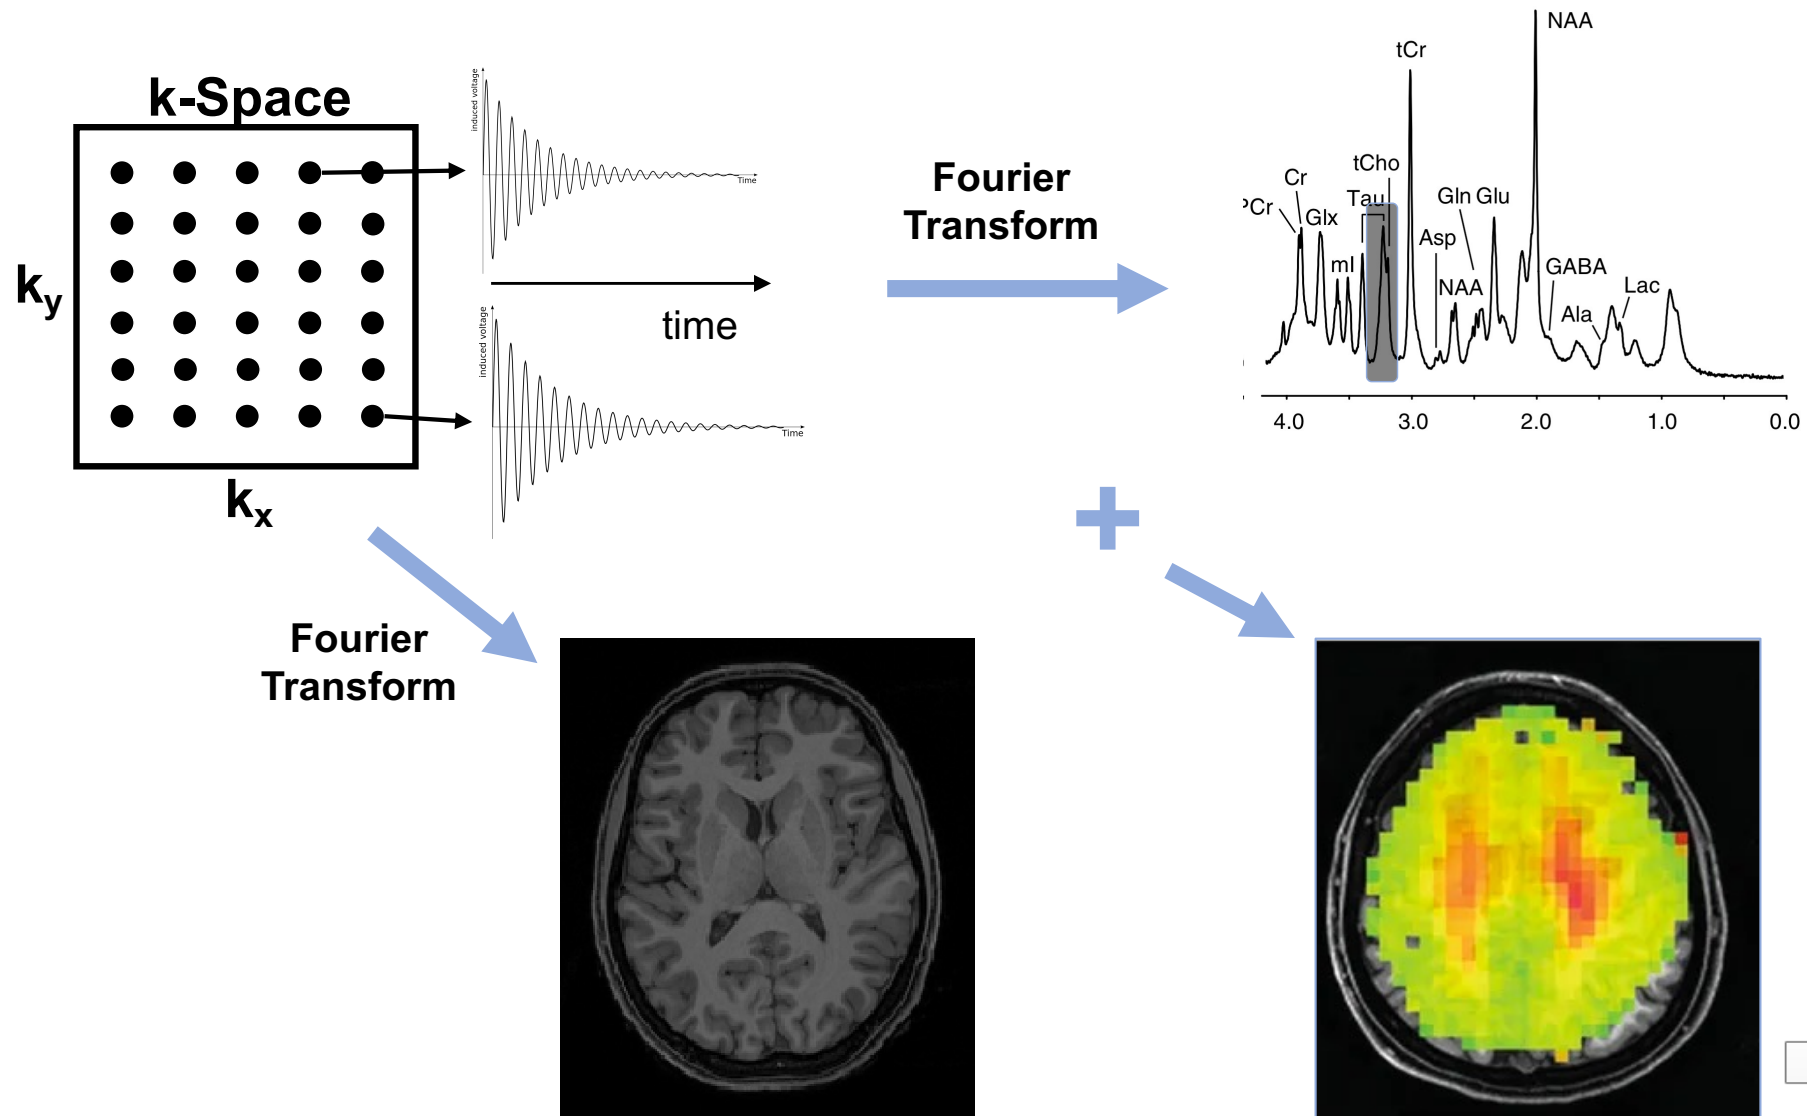 k-Space
ky
kx
induced voltage
Time
time
induced voltage
Time
Fourier
Transform
Fourier
Transform
NAA
tCr
tCho
Cr
Tau
Gln Glu
PCr
Glx
Asp
mI
NAA
GABA
Lac
Ala
4.0 3.0 2.0 1.0 0.0
+